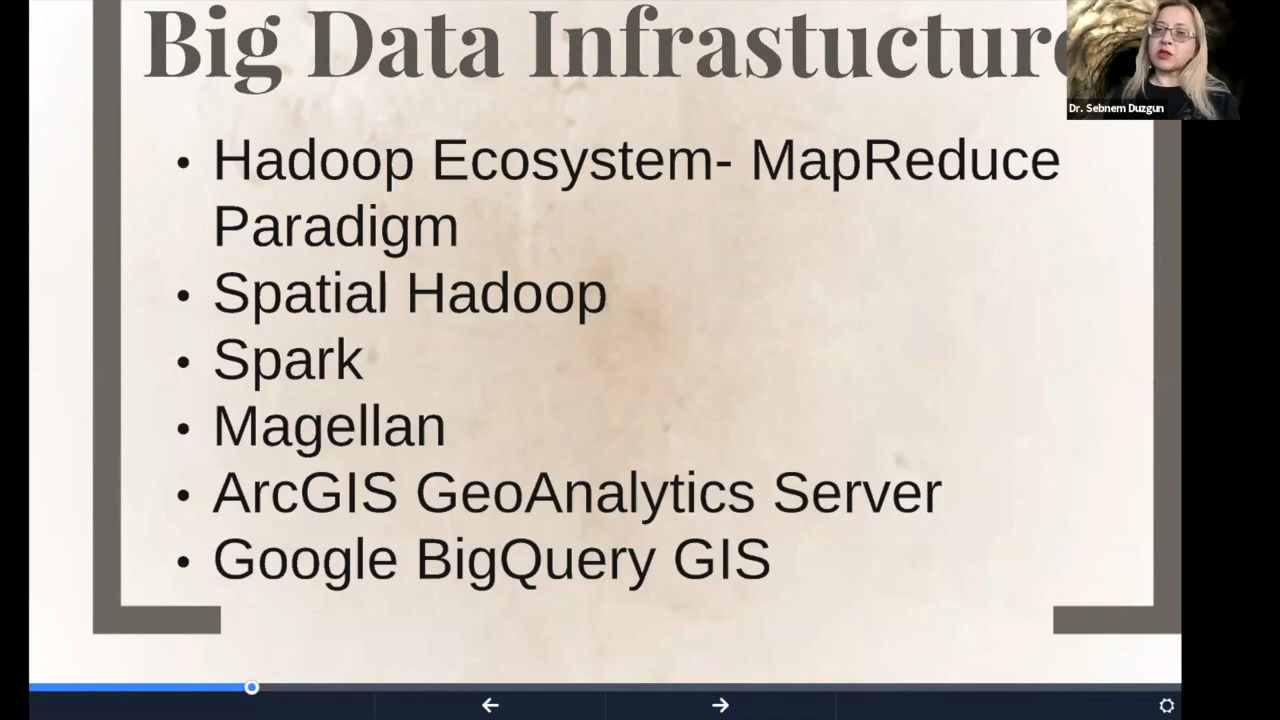 Big Data Infrastucture
Dr. Sebnem Duzgun
• Hadoop Ecosystem- MapReduce
Paradigm
• Spatial Hadoop
• Spark
• Magellan
• ArcGIS GeoAnalytics Server
• Google BigQuery GIS